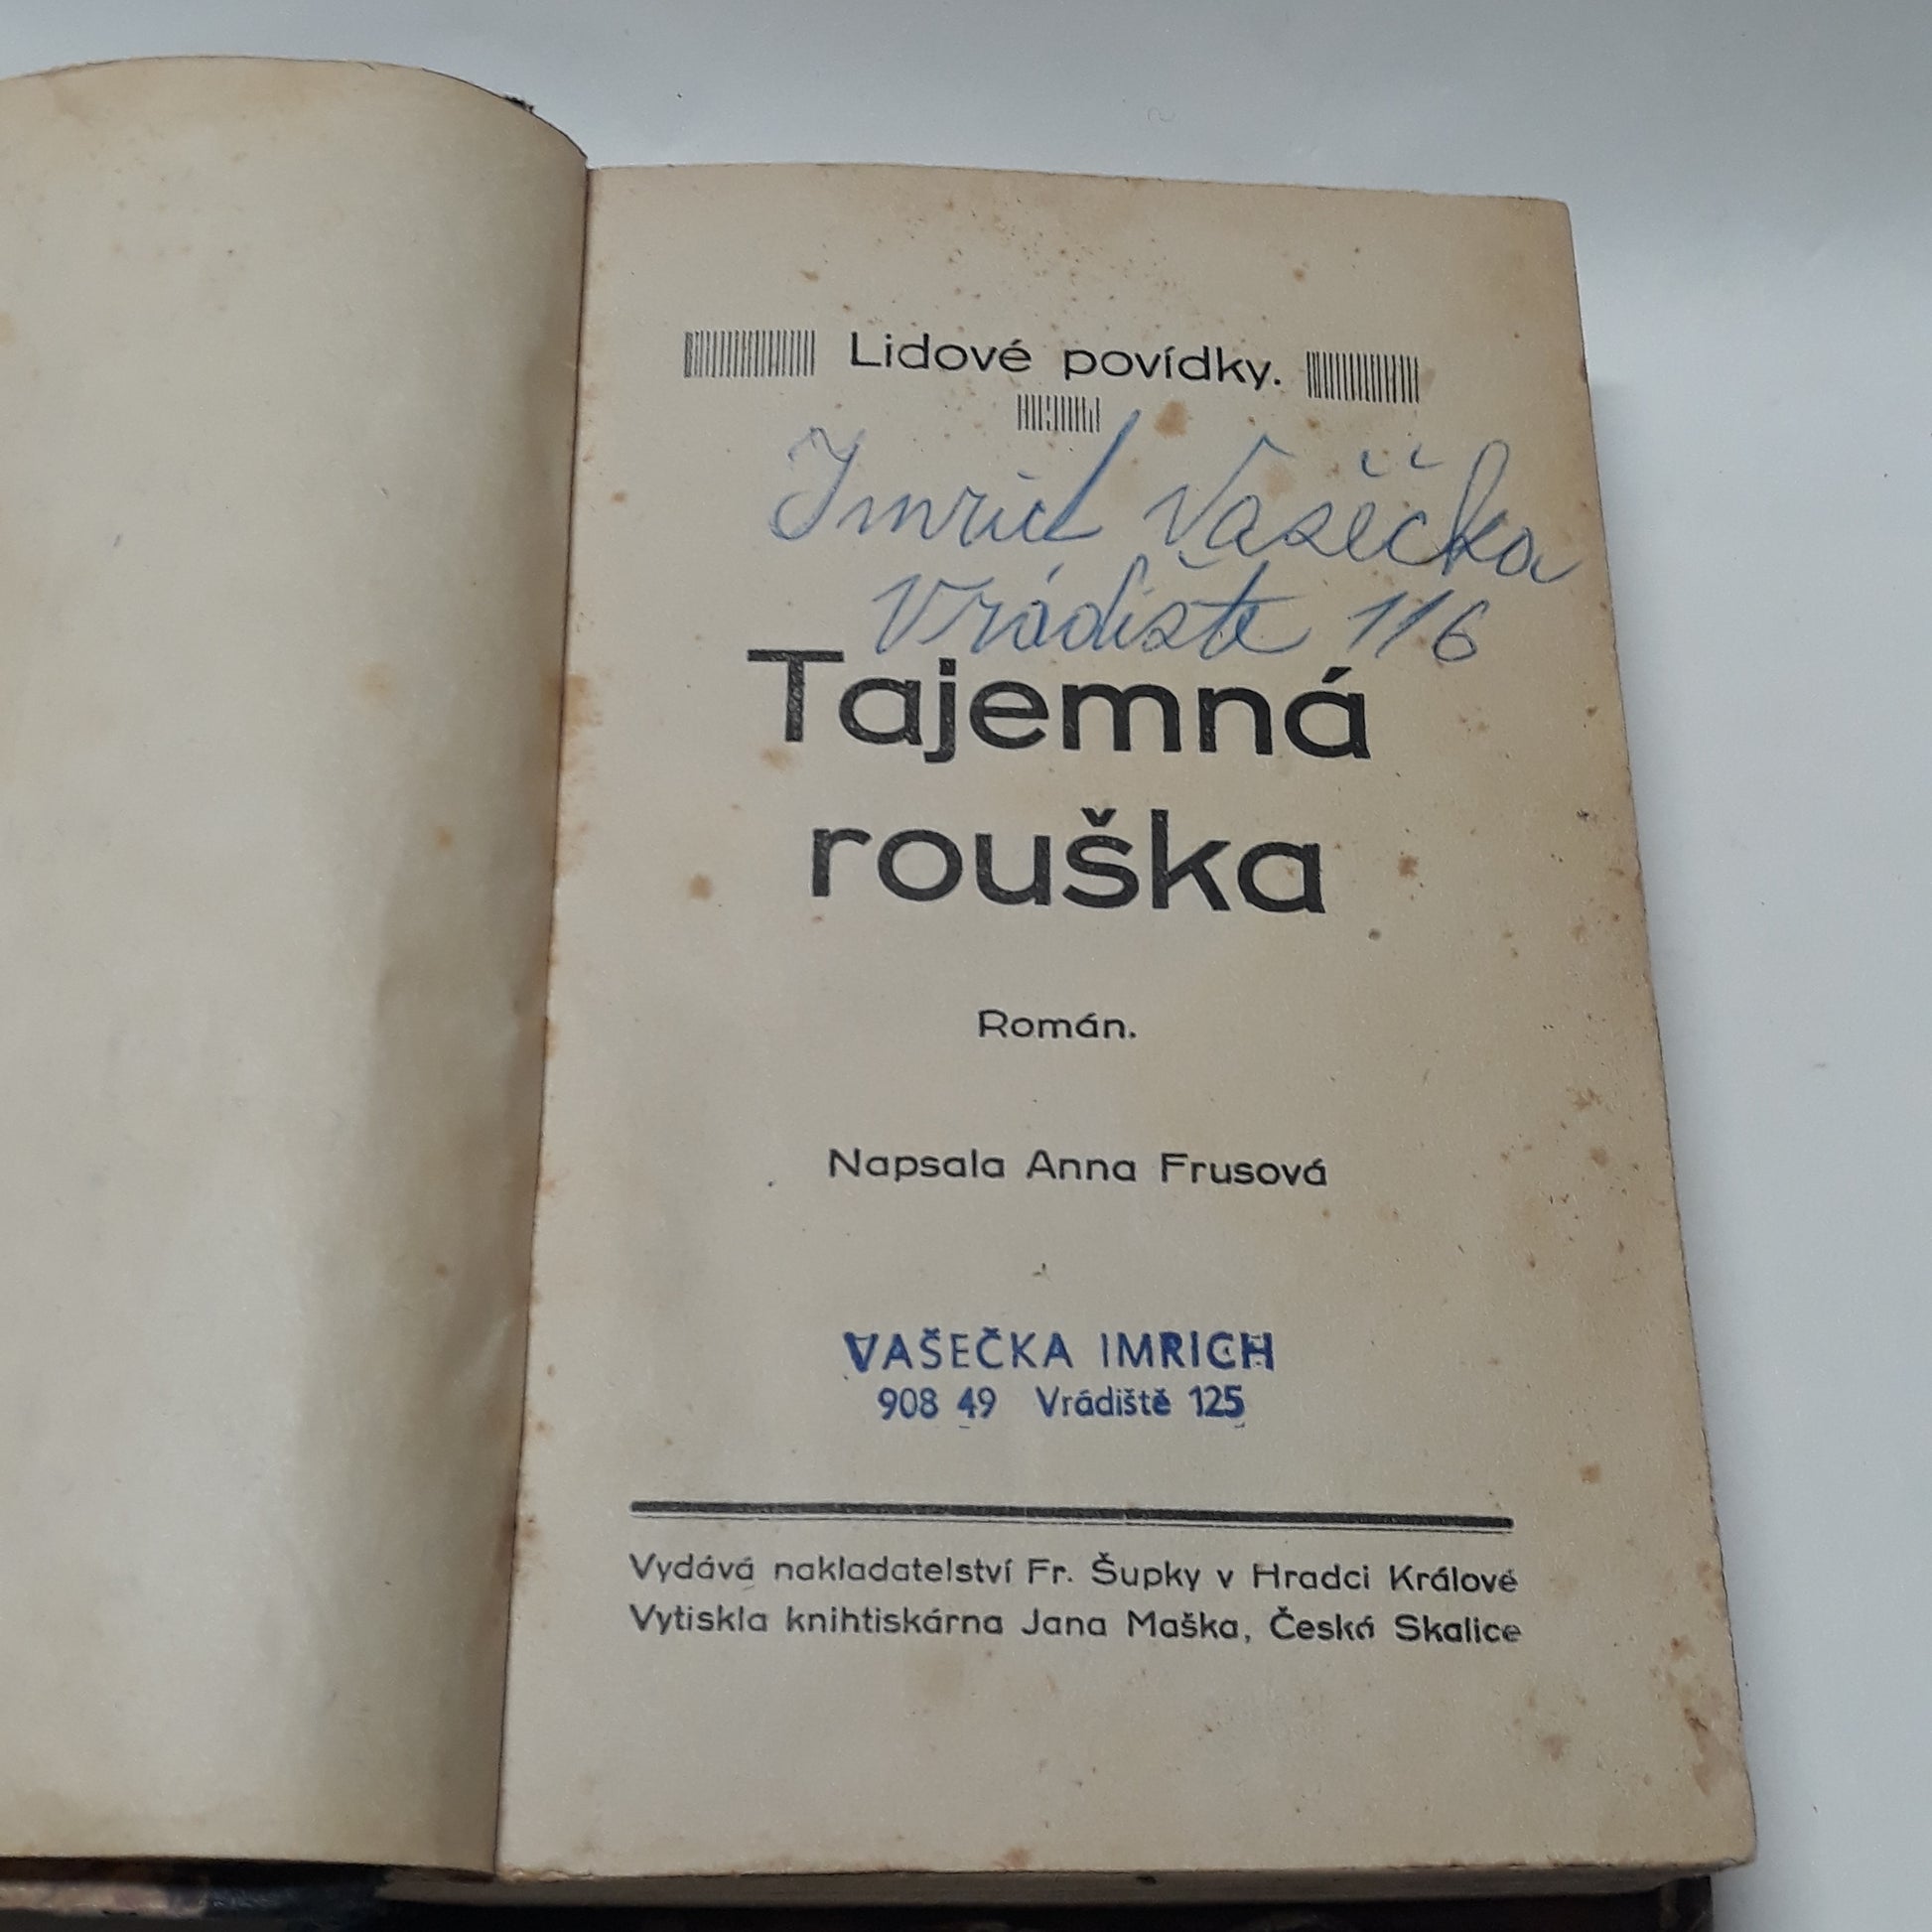 Lidové povídky.
Imrich Vašečka
Vrádište 116
Tajemná
rouška
Román.
Napsala Anna Frusová
VAŠEČKA IMRICH
908 49 Vrádiště 125
Vydává nakladatelství Fr. Šupky v Hradci Králové
Vytiskla knihtiskárna Jana Maška, Česká Skalice